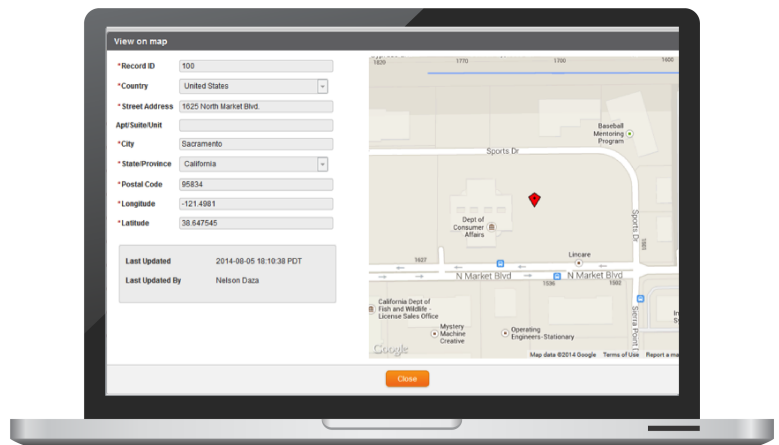 View on map
*Record ID 100
*Country United States
*Street Address 1625 North Market Blvd.
Apt/Suite/Unit
*City Sacramento
*State/Province California
*Postal Code 95834
*Longitude -121.4981
*Latitude 38.647545
Last Updated 2014-08-05 18:10:38 PDT
Last Updated By Nelson Daza
1770
1700
1600
Baseball
Mentoring
Program
Sports Dr
Sports Dr
Dept of
Consumer
Affairs
1627
Lincare
N Market Blvd
N Market Blvd
1596
1502
California Dept of
Fish and Wildlife -
License Sales Office
Mystery
Machine
Creative
Operating
Engineers-Stationary
Google
Map data ©2014 Google Terms of Use Report a ma
Close